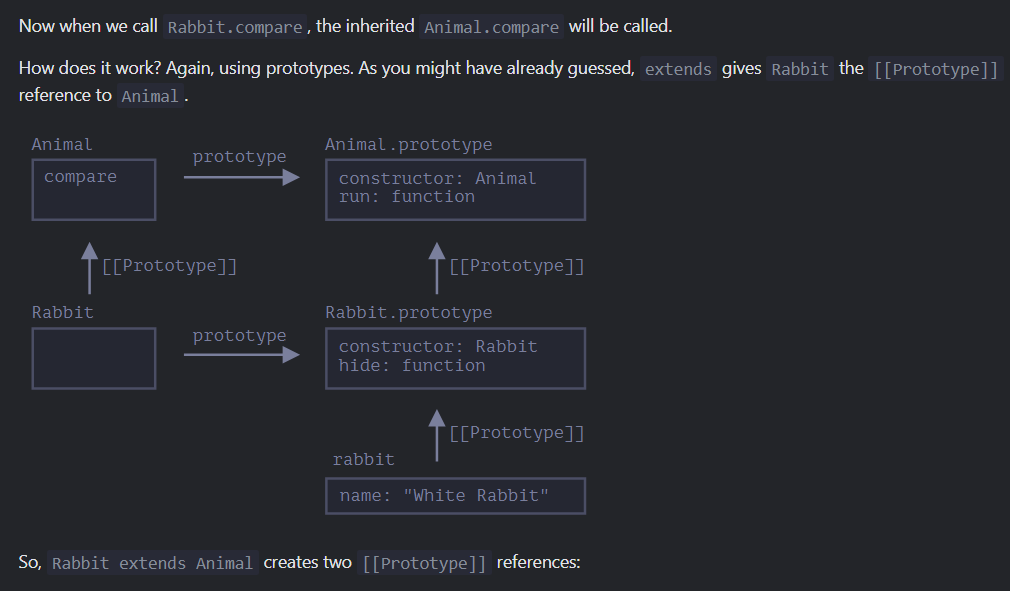 Now when we call Rabbit.compare, the inherited Animal.compare will be called.
How does it work? Again, using prototypes. As you might have already guessed, extends gives Rabbit the [[Prototype]]
reference to Animal.
Animal
prototype
Animal.prototype
compare
constructor: Animal
run: function
[[Prototype]]
[[Prototype]]
Rabbit
prototype
Rabbit.prototype
constructor: Rabbit
hide: function
[[Prototype]]
rabbit
name: "White Rabbit"
So, Rabbit extends Animal creates two [[Prototype]] references: